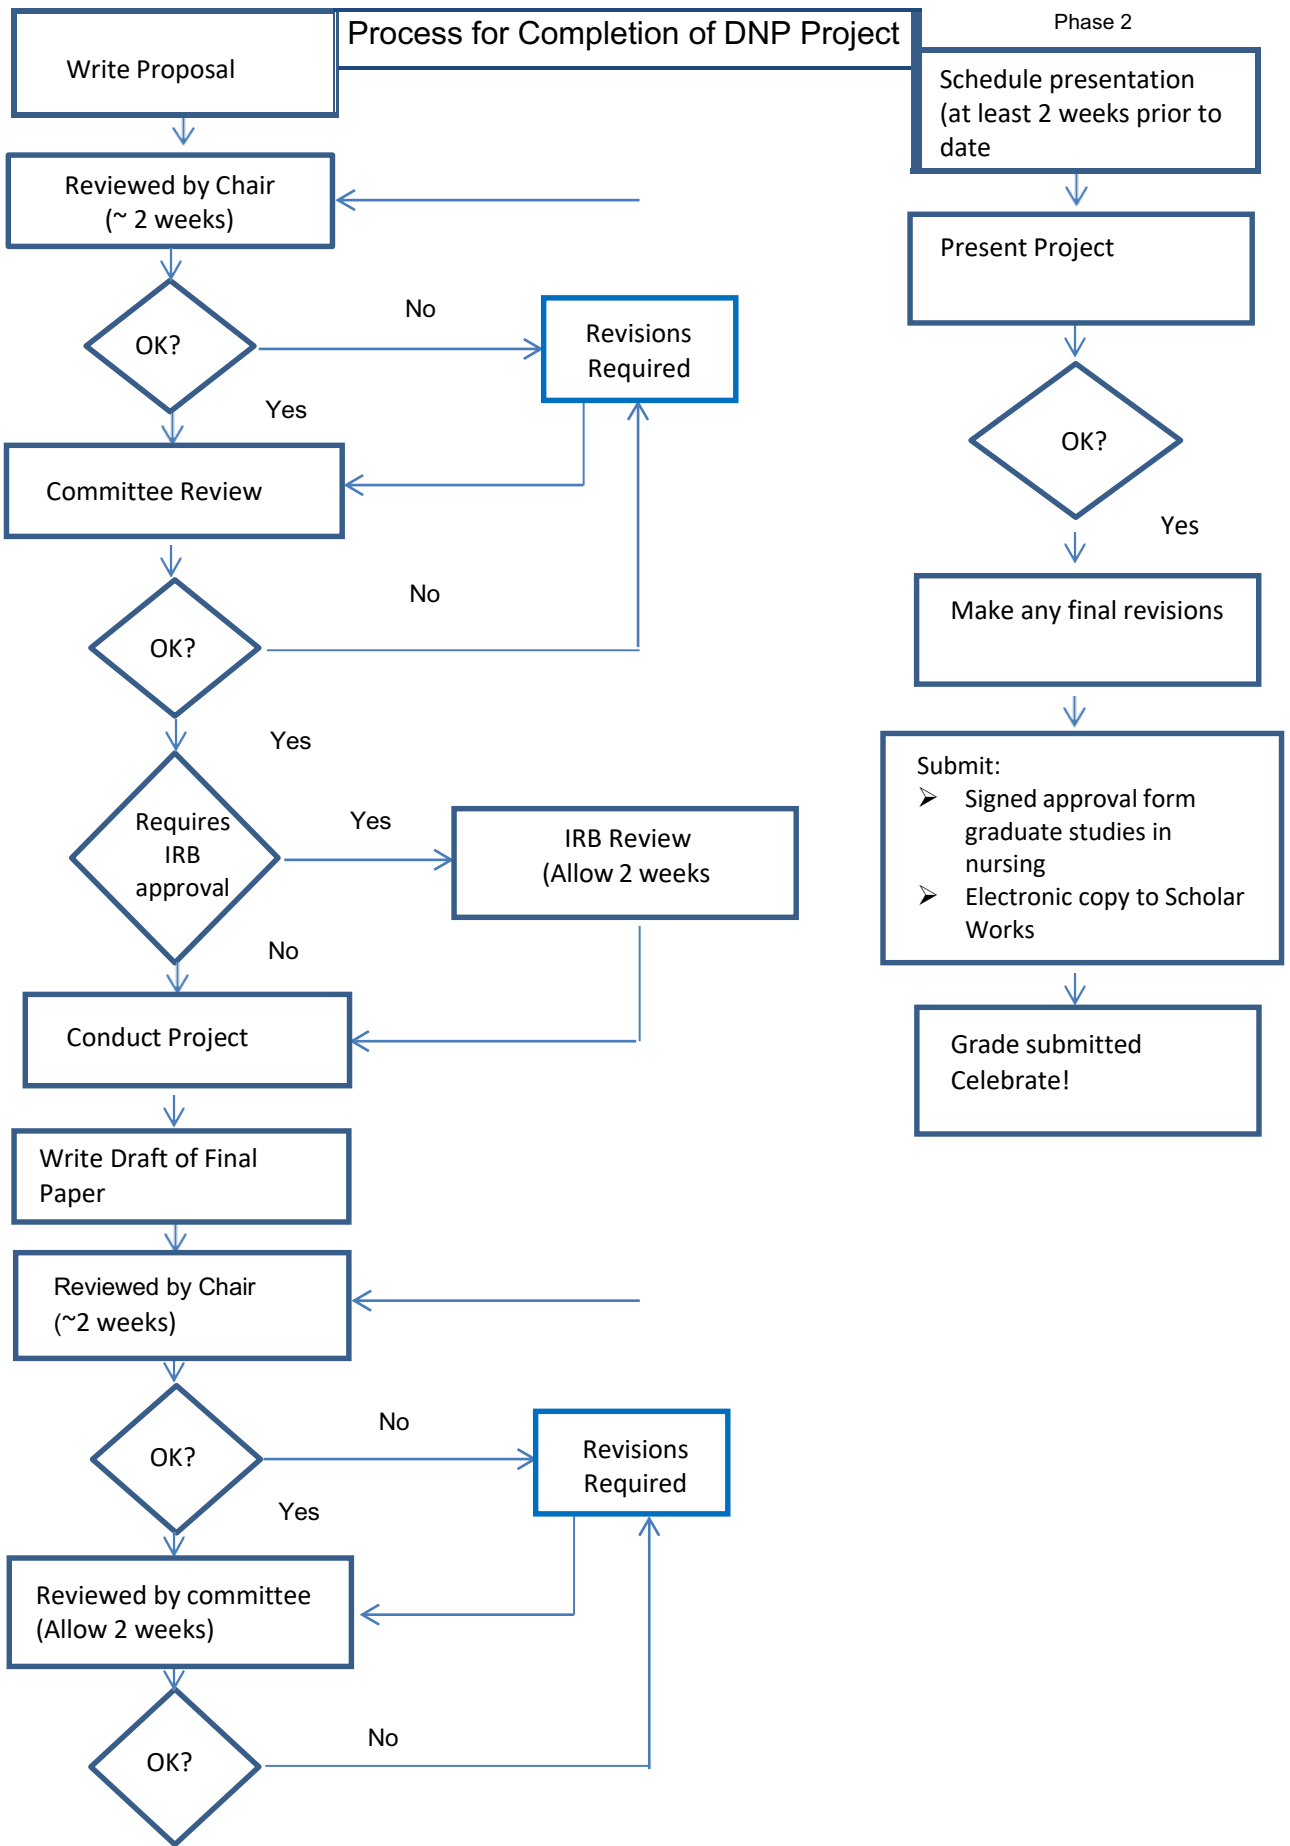 Process for Completion of DNP Project
Write Proposal
Reviewed by Chair
(~ 2 weeks)
OK?
No
Revisions
Required
Yes
Committee Review
OK?
No
Yes
Requires
IRB
approval
Yes
IRB Review
(Allow 2 weeks
No
Conduct Project
Write Draft of Final
Paper
Reviewed by Chair
(~2 weeks)
OK?
No
Revisions
Required
Yes
Reviewed by committee
(Allow 2 weeks)
OK?
No
Phase 2
Schedule presentation
(at least 2 weeks prior to
date
Present Project
OK?
Yes
Make any final revisions
Submit:
➢ Signed approval form
graduate studies in
nursing
➢ Electronic copy to Scholar
Works
Grade submitted
Celebrate!